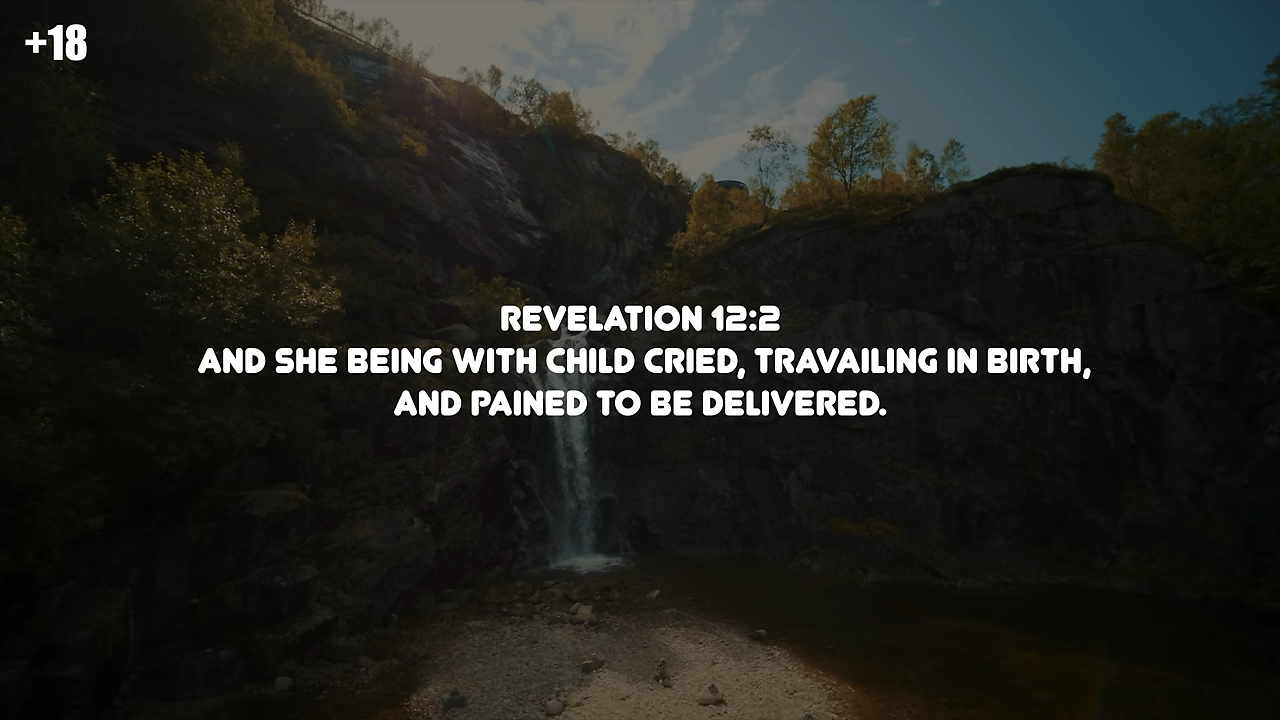 +18
REVELATION 12:2
AND SHE BEING WITH CHILD CRIED, TRAVAILING IN BIRTH,
AND PAINED TO BE DELIVERED.